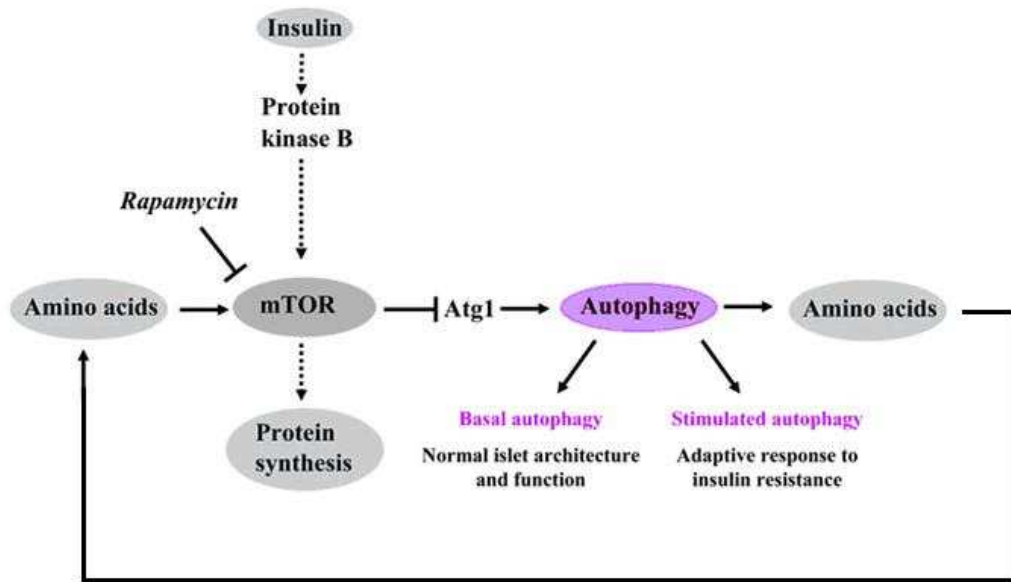 Insulin
Protein
kinase B
Rapamycin
Amino acids
mTOR
Atg1
Autophagy
Amino acids
Protein
synthesis
Basal autophagy
Normal islet architecture
and function
Stimulated autophagy
Adaptive response to
insulin resistance